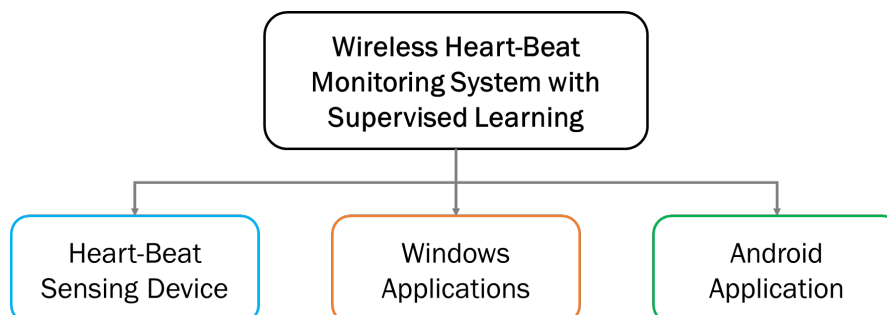 Wireless Heart-Beat
Monitoring System with
Supervised Learning
Heart-Beat
Sensing Device
Windows
Applications
Android
Application